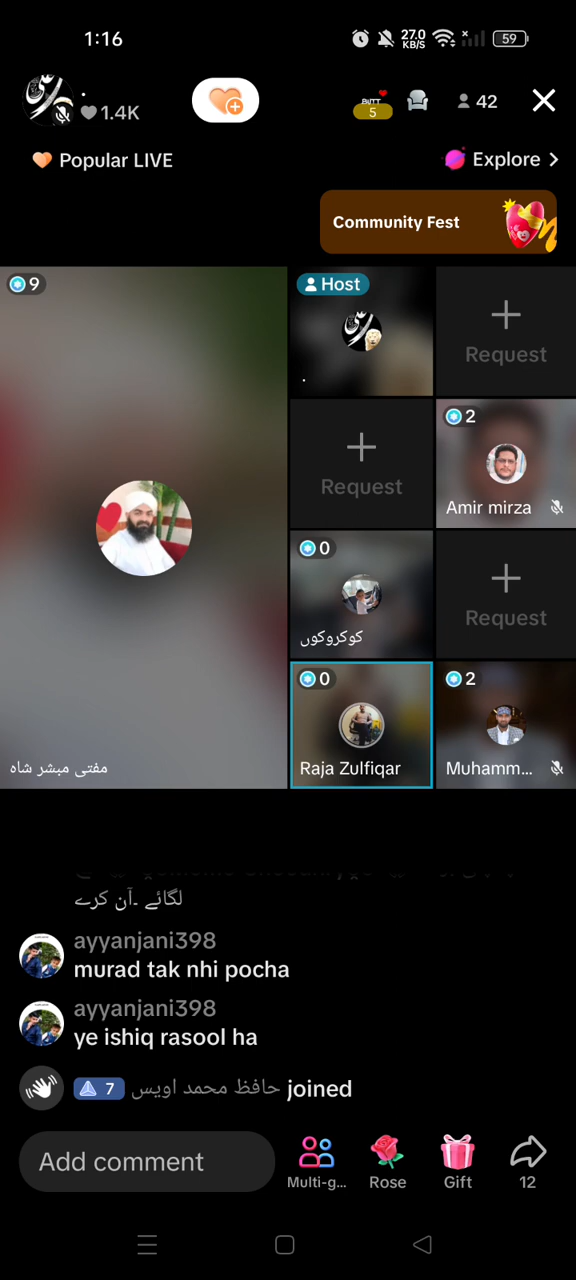 1:16
27.0
KB/S
59
.
1.4K
BUTT
5
42
Popular LIVE
Explore
Community Fest
9
Host
.
Request
Request
2
Amir mirza
0
کوکروکوں
Request
0
Raja Zulfiqar
2
Muhamm...
مفتی مبشر شاہ
لگائے ۔آن کرے
ayyanjani398
murad tak nhi pocha
ayyanjani398
ye ishiq rasool ha
7 حافظ محمد اویس joined
Add comment
Multi-g...
Rose
Gift
12